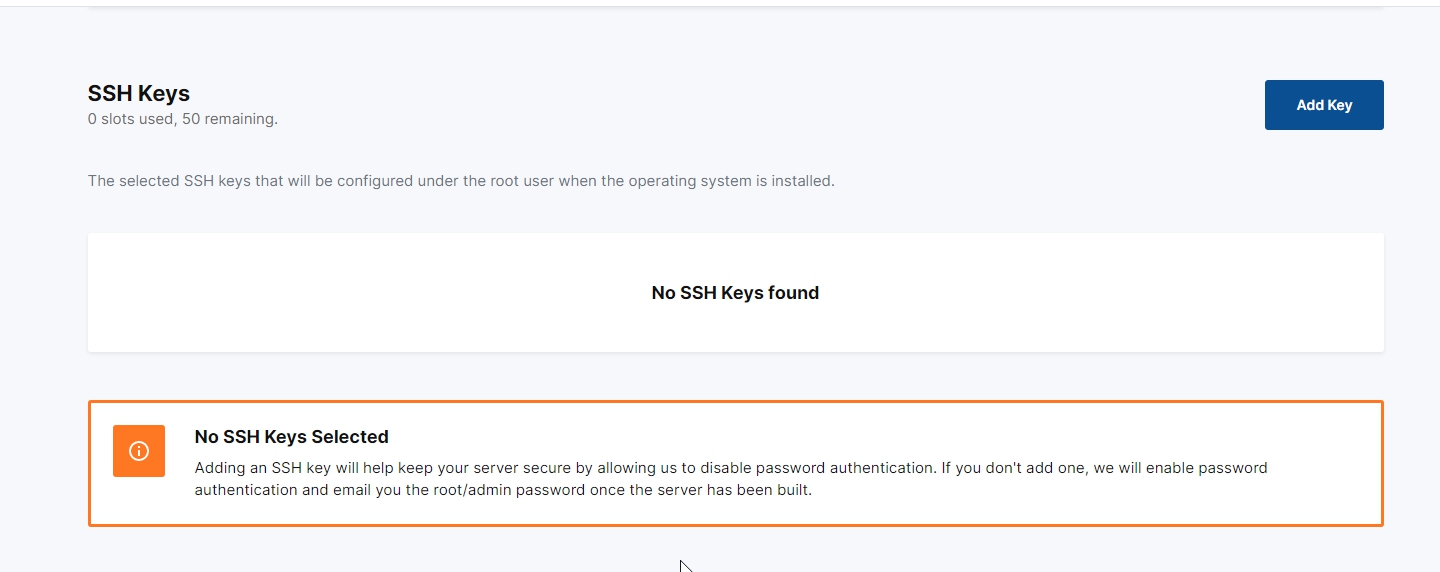 SSH Keys
0 slots used, 50 remaining.
Add Key
The selected SSH keys that will be configured under the root user when the operating system is installed.
No SSH Keys found
No SSH Keys Selected
Adding an SSH key will help keep your server secure by allowing us to disable password authentication. If you don't add one, we will enable password
authentication and email you the root/admin password once the server has been built.